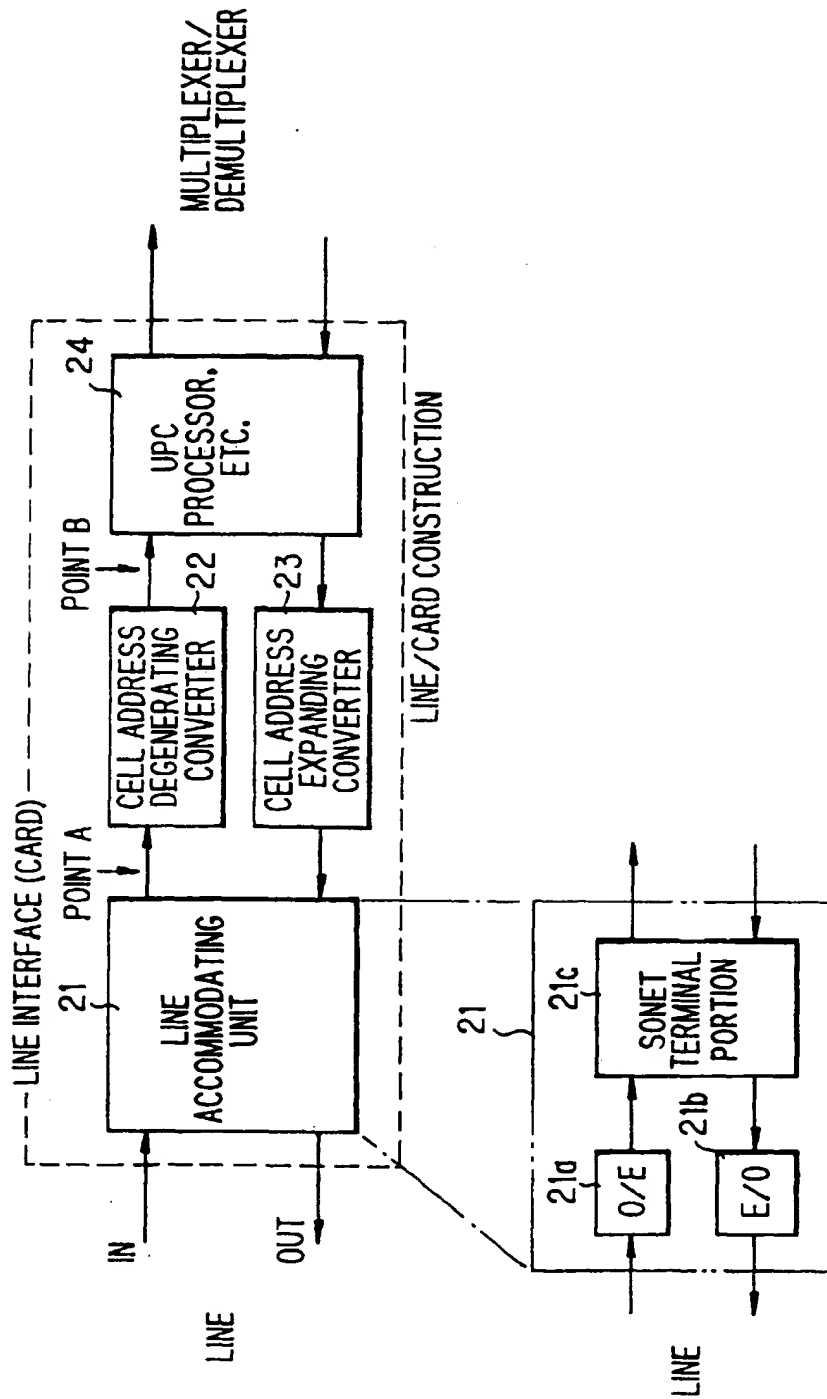 LINE INTERFACE (CARD)
LINE
IN
OUT
21
LINE
ACCOMMODATING
UNIT
POINT A
CELL ADDRESS
DEGENERATING
CONVERTER
22
POINT B
CELL ADDRESS
EXPANDING
CONVERTER
23
24
UPC
PROCESSOR.
ETC.
MULTIPLEXER/
DEMULTIPLEXER
LINE/CARD CONSTRUCTION
21
LINE
21a
O/E
21b
E/O
21c
SONET
TERMINAL
PORTION